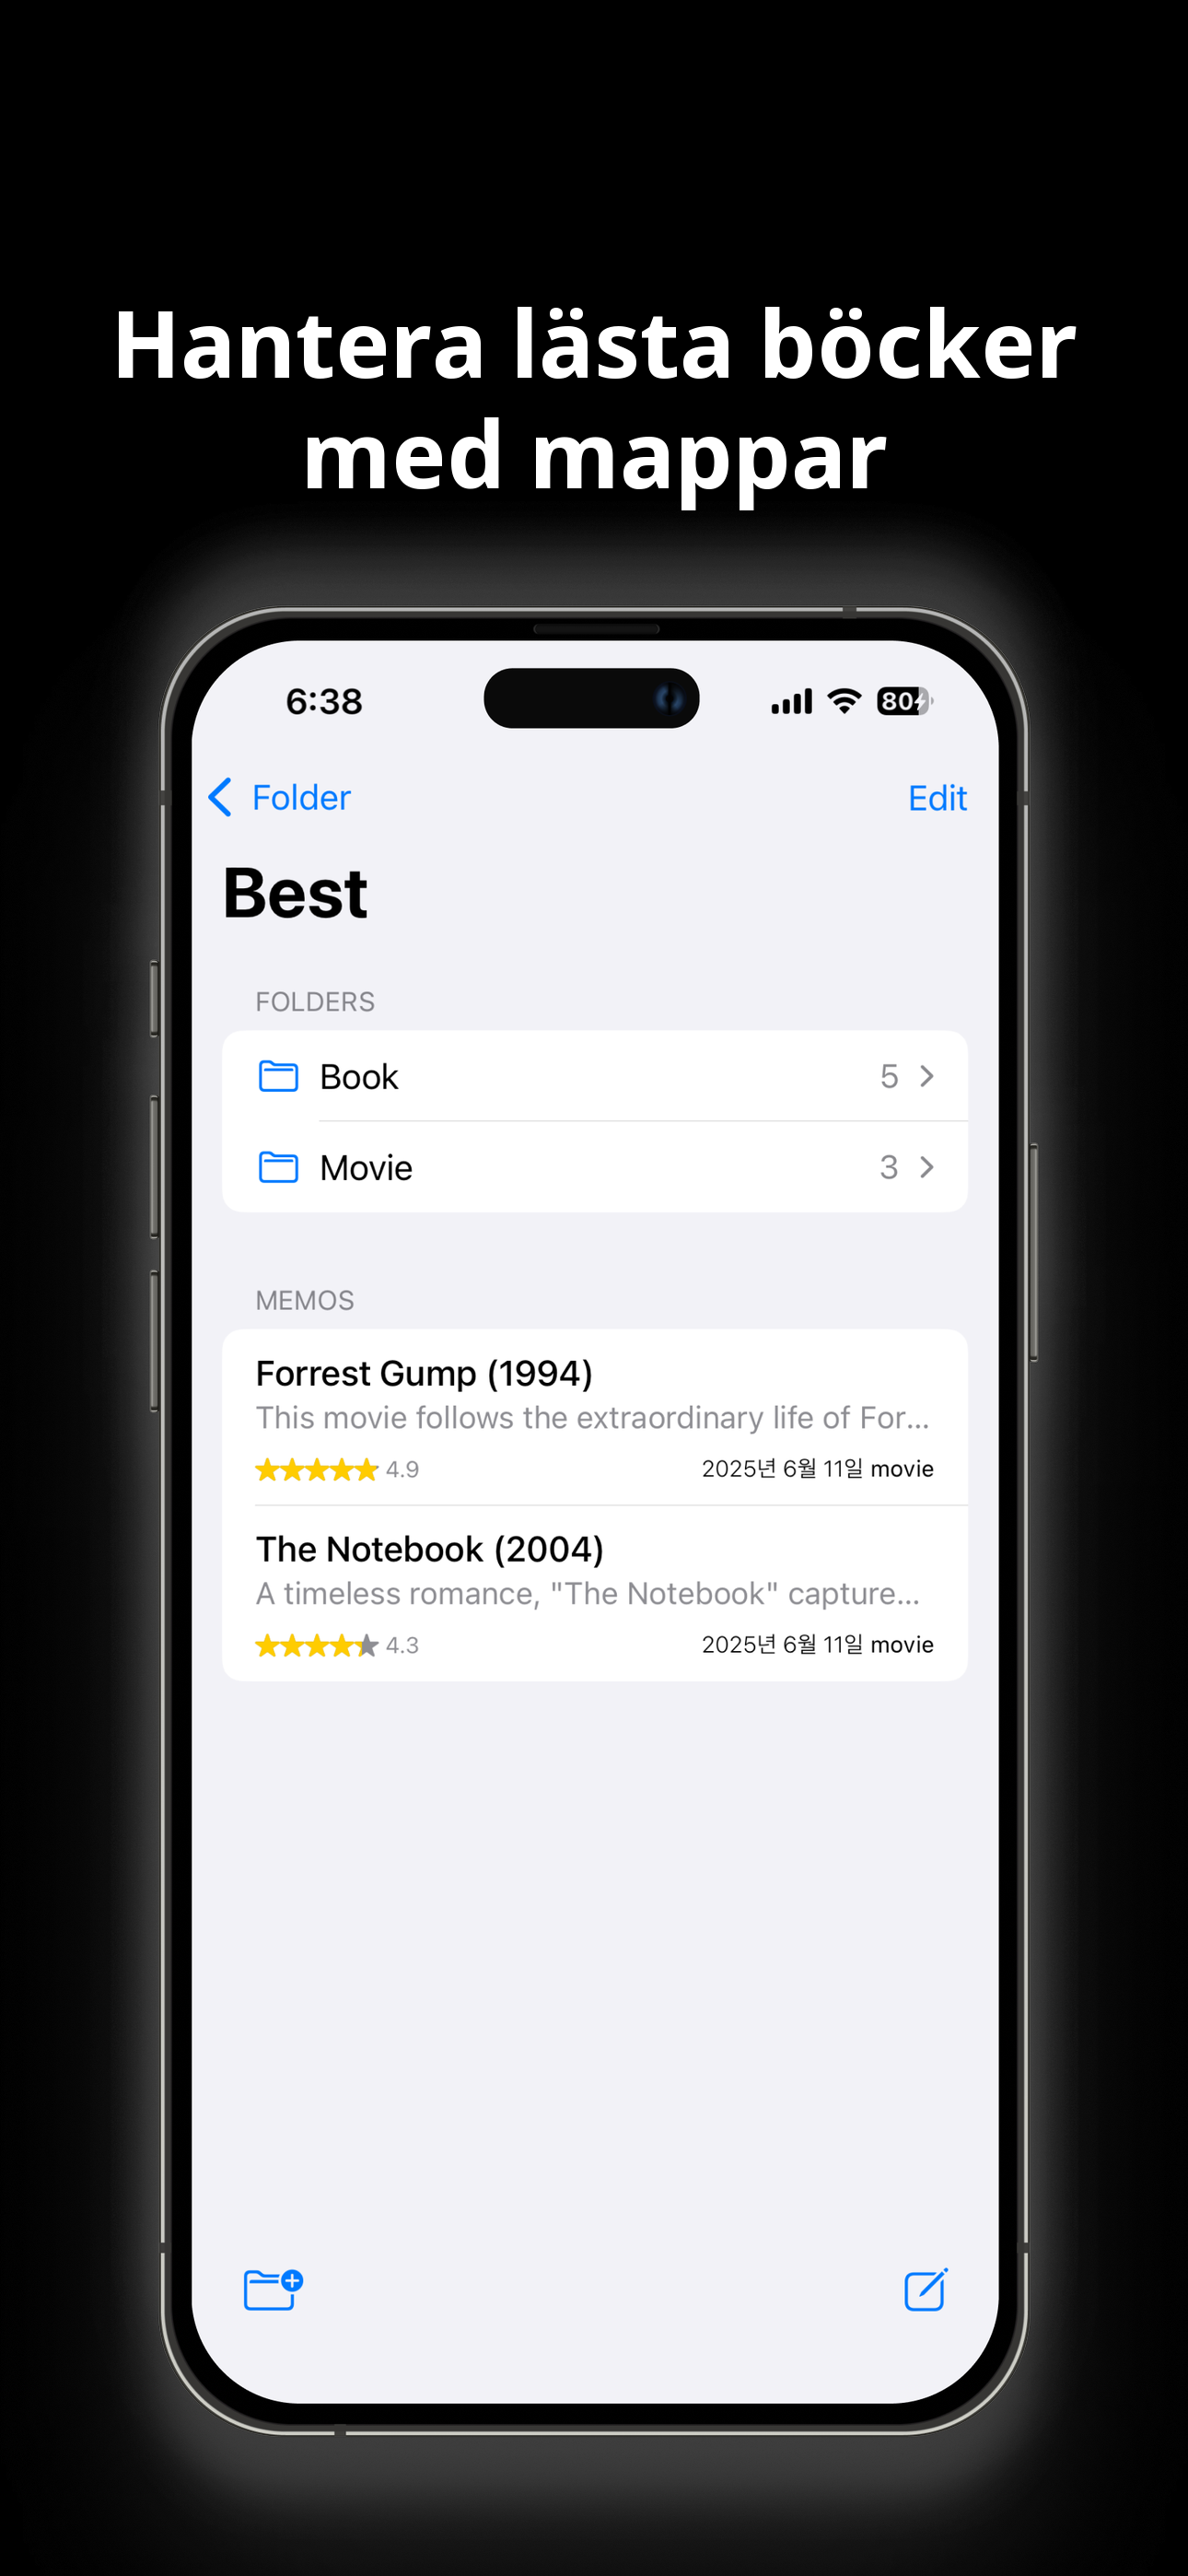 Hantera lästa böcker
med mappar
6:38
80
Folder
Edit
Best
FOLDERS
Book
5
Movie
3
MEMOS
Forrest Gump (1994)
This movie follows the extraordinary life of For...
4.9
2025년 6월 11일 movie
The Notebook (2004)
A timeless romance, "The Notebook" capture...
4.3
2025년 6월 11일 movie